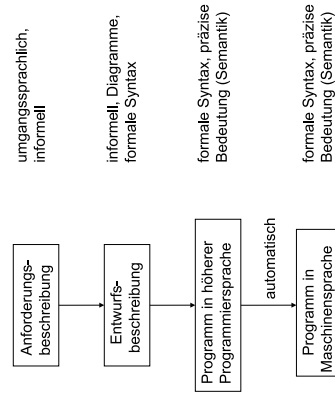 Anforderungs-
beschreibung
umgangssprachlich,
informell
Entwurfs-
beschreibung
informell, Diagramme,
formale Syntax
Programm in höherer
Programmiersprache
formale Syntax, präzise
Bedeutung (Semantik)
automatisch
Programm in
Maschinensprache
formale Syntax, präzise
Bedeutung (Semantik)